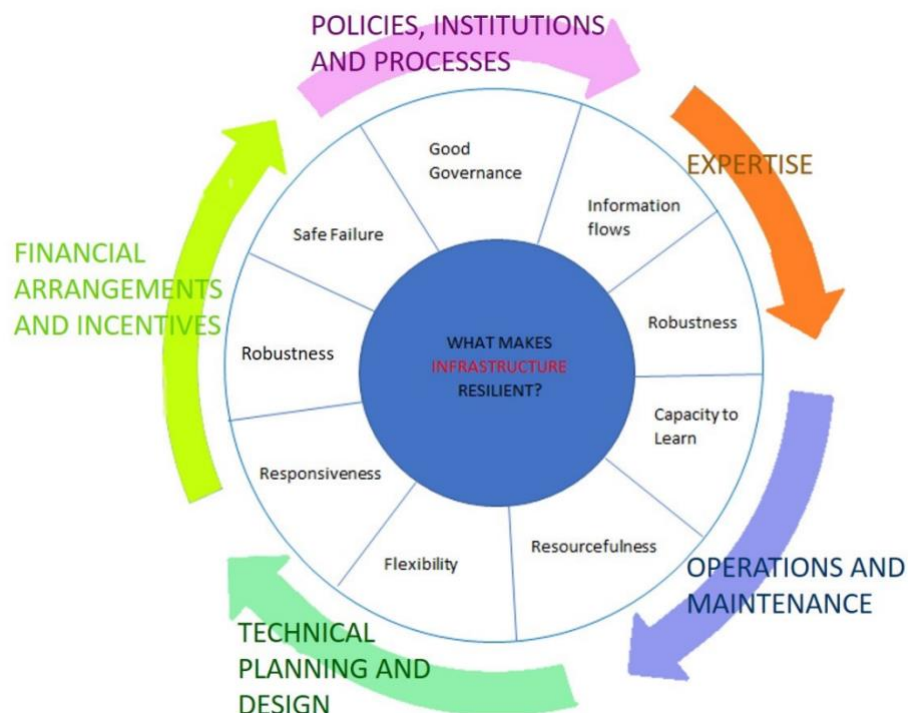 POLICIES, INSTITUTIONS
AND PROCESSES
EXPERTISE
Good
Governance
Information
flows
Safe Failure
FINANCIAL
ARRANGEMENTS
AND INCENTIVES
Robustness
Robustness
WHAT MAKES
INFRASTRUCTURE
RESILIENT?
Capacity to
Learn
Responsiveness
Resourcefulness
Flexibility
OPERATIONS AND
MAINTENANCE
TECHNICAL
PLANNING AND
DESIGN